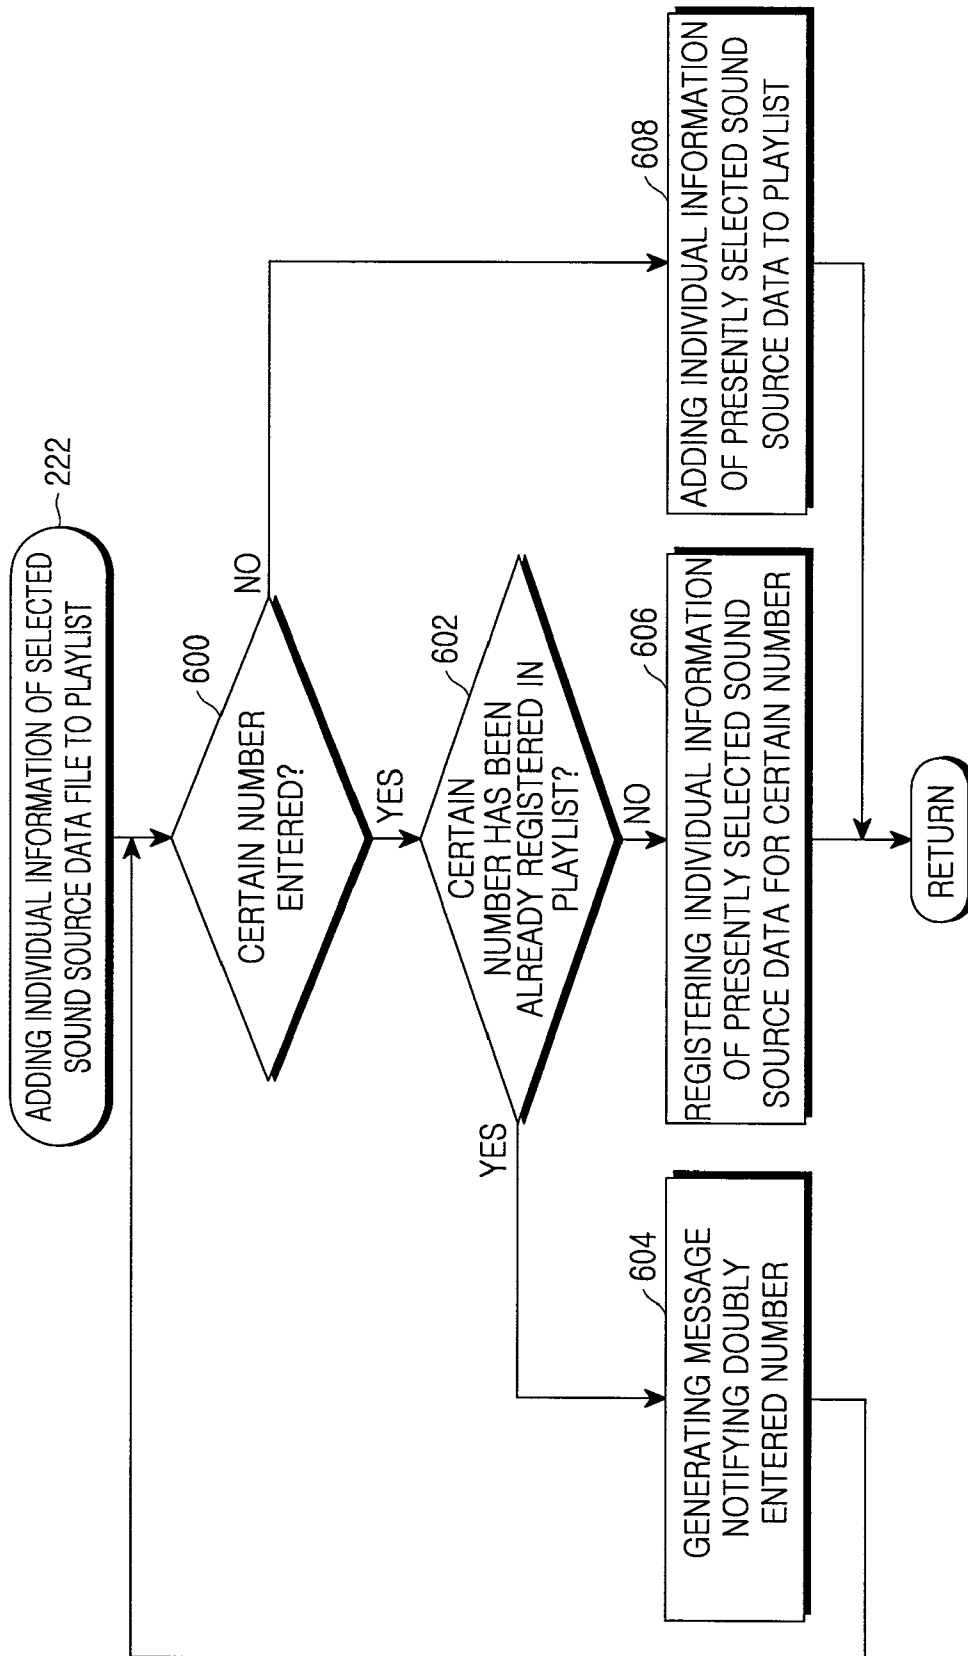 ADDING INDIVIDUAL INFORMATION OF SELECTED
SOUND SOURCE DATA FILE TO PLAYLIST
222
600
CERTAIN NUMBER
ENTERED?
NO
YES
602
CERTAIN
NUMBER HAS BEEN
ALREADY REGISTERED IN
PLAYLIST?
YES
NO
604
GENERATING MESSAGE
NOTIFYING DOUBLY
ENTERED NUMBER
606
REGISTERING INDIVIDUAL INFORMATION
OF PRESENTLY SELECTED SOUND
SOURCE DATA FOR CERTAIN NUMBER
608
ADDING INDIVIDUAL INFORMATION
OF PRESENTLY SELECTED SOUND
SOURCE DATA TO PLAYLIST
RETURN